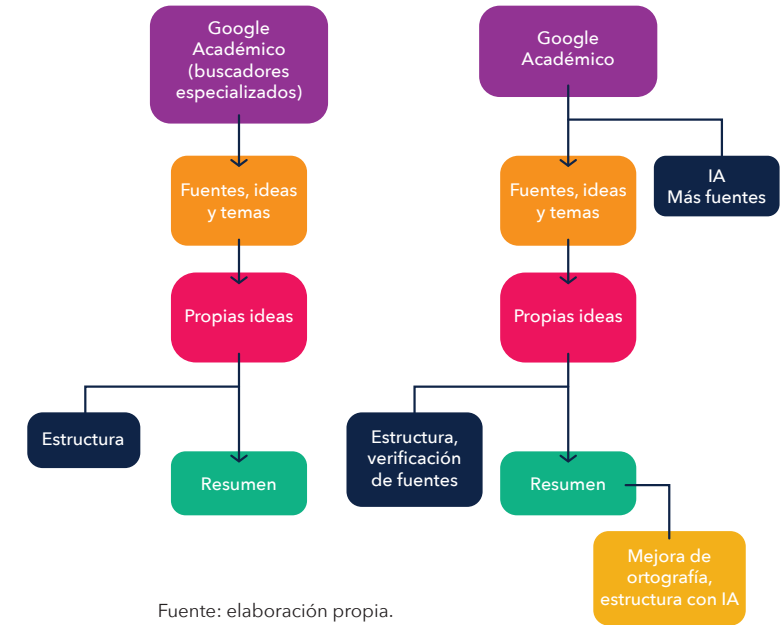 Google
Académico
(buscadores
especializados)
Fuentes, ideas
y temas
Propias ideas
Estructura
Resumen
Google
Académico
IA
Más fuentes
Fuentes, ideas
y temas
Propias ideas
Estructura,
verificación
de fuentes
Resumen
Mejora de
ortografía,
estructura con IA
Fuente: elaboración propia.